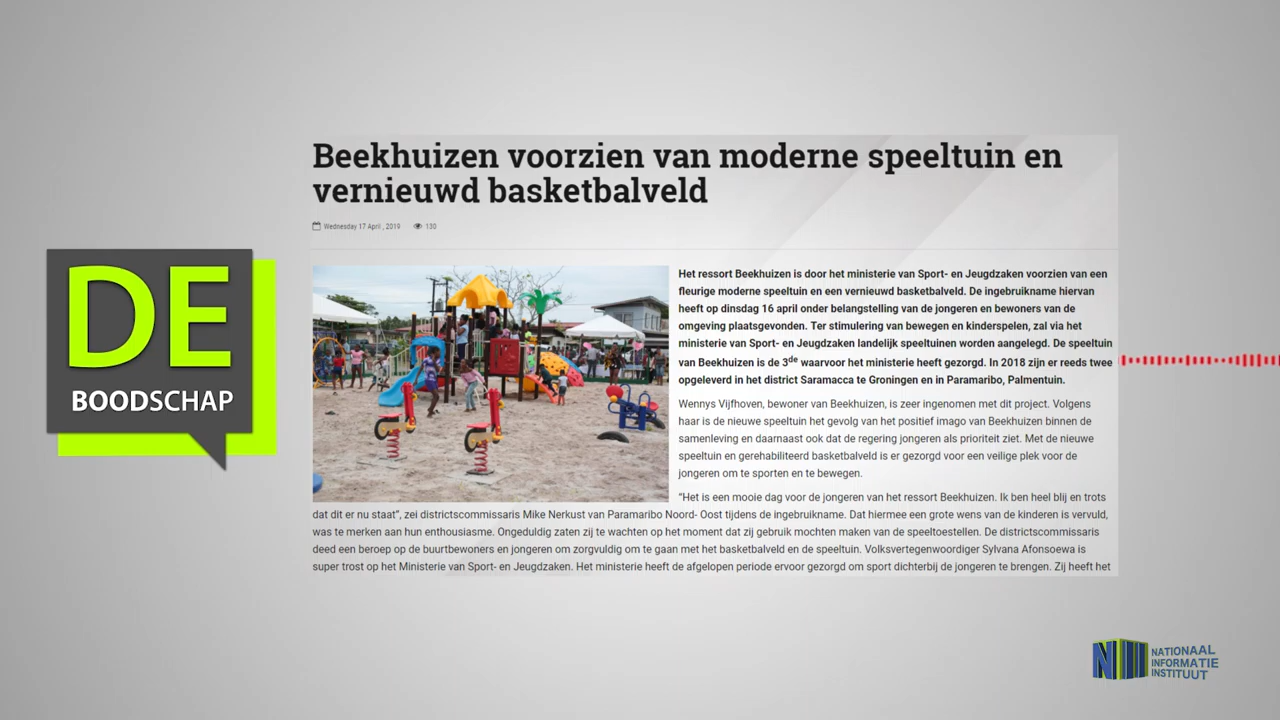 Beekhuizen voorzien van moderne speeltuin en
vernieuwd basketbalveld
Wednesday 17 April , 2019 130
DE
BOODSCHAP
Het ressort Beekhuizen is door het ministerie van Sport- en Jeugdzaken voorzien van een
fleurige moderne speeltuin en een vernieuwd basketbalveld. De ingebruikname hiervan
heeft op dinsdag 16 april onder belangstelling van de jongeren en bewoners van de
omgeving plaatsgevonden. Ter stimulering van bewegen en kinderspelen, zal via het
ministerie van Sport- en Jeugdzaken landelijk speeltuinen worden aangelegd. De speeltuin
van Beekhuizen is de 3de waarvoor het ministerie heeft gezorgd. In 2018 zijn er reeds twee
opgeleverd in het district Saramacca te Groningen en in Paramaribo, Palmentuin.
Wennys Vijfhoven, bewoner van Beekhuizen, is zeer ingenomen met dit project. Volgens
haar is de nieuwe speeltuin het gevolg van het positief imago van Beekhuizen binnen de
samenleving en daarnaast ook dat de regering jongeren als prioriteit ziet. Met de nieuwe
speeltuin en gerehabiliteerd basketbalveld is er gezorgd voor een veilige plek voor de
jongeren om te sporten en te bewegen.
"Het is een mooie dag voor de jongeren van het ressort Beekhuizen. Ik ben heel blij en trots
dat dit er nu staat", zei districtscommissaris Mike Nerkust van Paramaribo Noord- Oost tijdens de ingebruikname. Dat hiermee een grote wens van de kinderen is vervuld,
was te merken aan hun enthousiasme. Ongeduldig zaten zij te wachten op het moment dat zij gebruik mochten maken van de speeltoestellen. De districtscommissaris
deed een beroep op de buurtbewoners en jongeren om zorgvuldig om te gaan met het basketbalveld en de speeltuin. Volksvertegenwoordiger Sylvana Afonsoewa is
super trost op het Ministerie van Sport- en Jeugdzaken. Het ministerie heeft de afgelopen periode ervoor gezorgd om sport dichterbij de jongeren te brengen. Zij heeft het
NII NATIONAAL
INFORMATIE
INSTITUUT